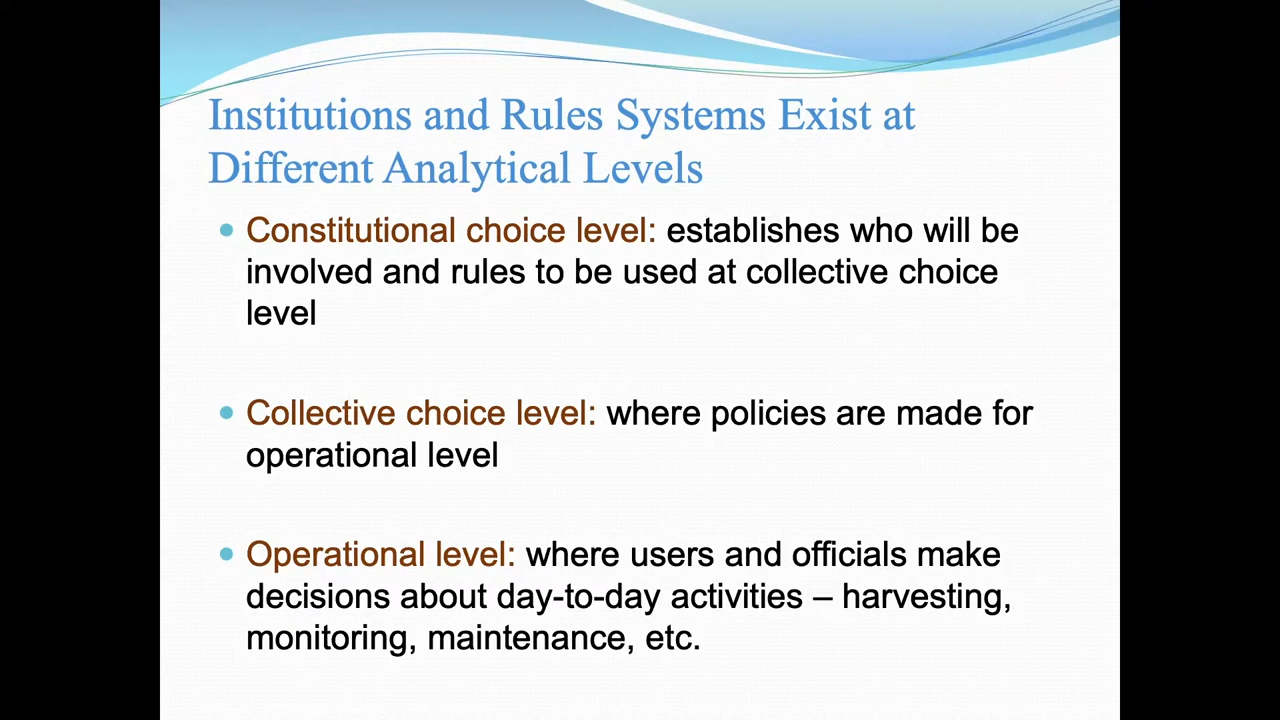 Institutions and Rules Systems Exist at
Different Analytical Levels
• Constitutional choice level: establishes who will be
involved and rules to be used at collective choice
level
• Collective choice level: where policies are made for
operational level
• Operational level: where users and officials make
decisions about day-to-day activities – harvesting,
monitoring, maintenance, etc.